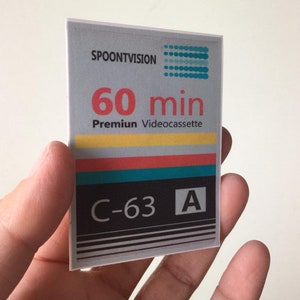 SPOONTVISION
60 min
Premiun Videocassette
C-63 A